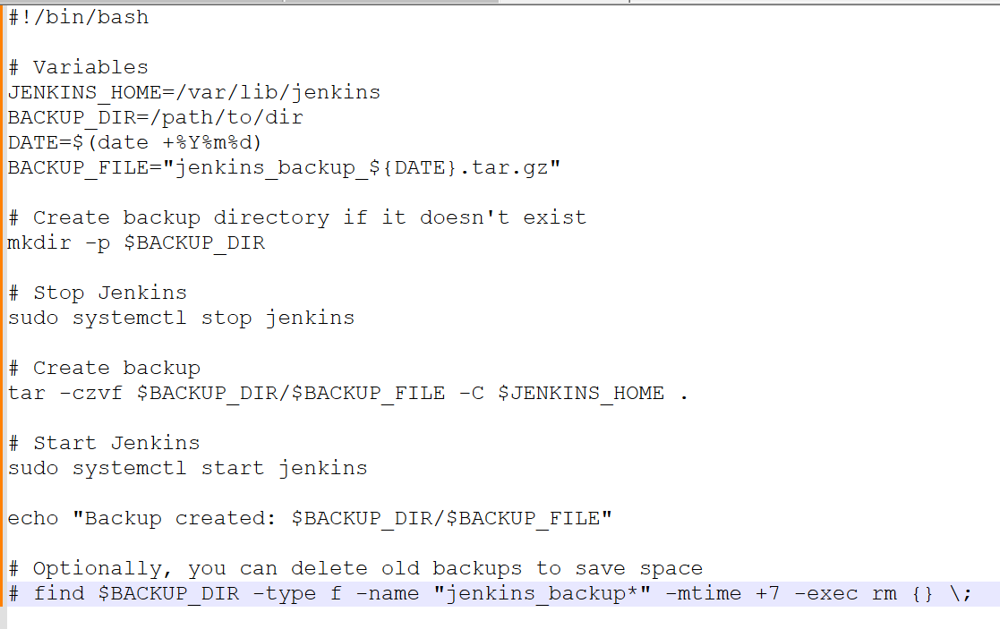 #!/bin/bash
# Variables
JENKINS_HOME=/var/lib/jenkins
BACKUP_DIR=/path/to/dir
DATE=$(date +%Y%m%d)
BACKUP_FILE="jenkins_backup_${DATE}.tar.gz"
# Create backup directory if it doesn't exist
mkdir -p $BACKUP_DIR
# Stop Jenkins
sudo systemctl stop jenkins
# Create backup
tar -czvf $BACKUP_DIR/$BACKUP_FILE -C $JENKINS_HOME .
# Start Jenkins
sudo systemctl start jenkins
echo "Backup created: $BACKUP_DIR/$BACKUP_FILE"
# Optionally, you can delete old backups to save space
# find $BACKUP_DIR -type f -name "jenkins_backup*" -mtime +7 -exec rm {} \;